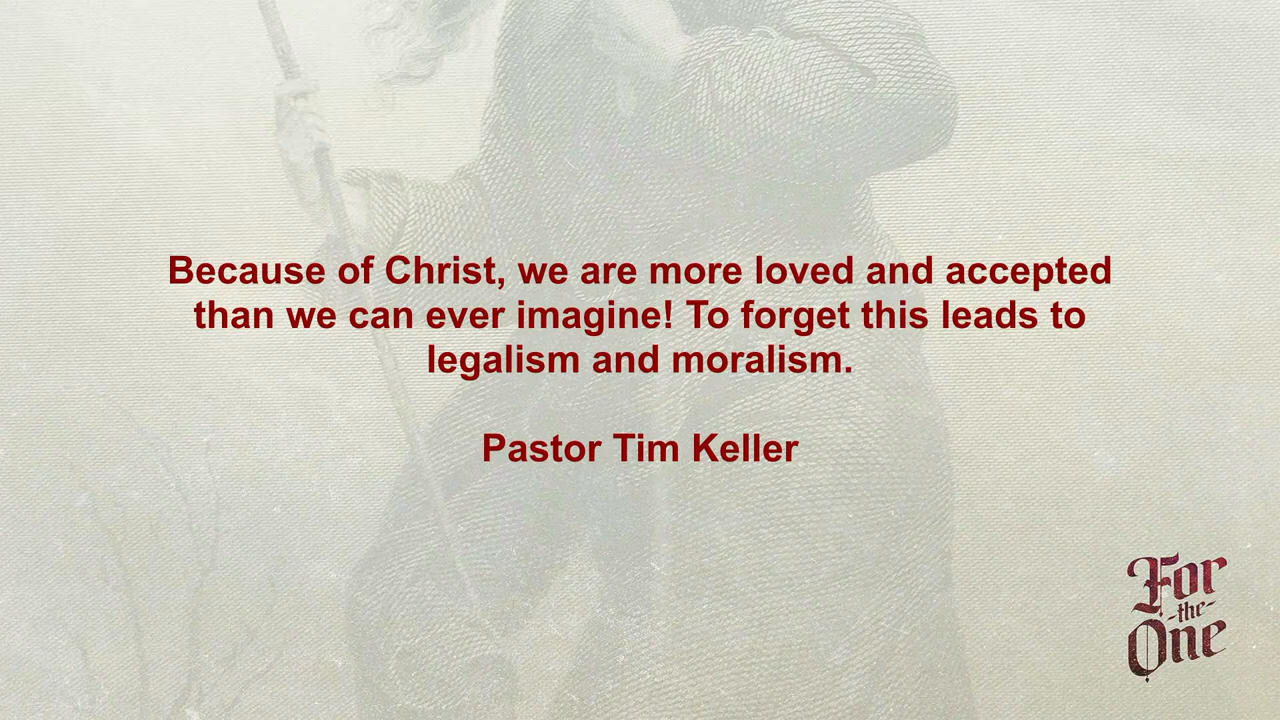 Because of Christ, we are more loved and accepted
than we can ever imagine! To forget this leads to
legalism and moralism.
Pastor Tim Keller
For
-the-
One